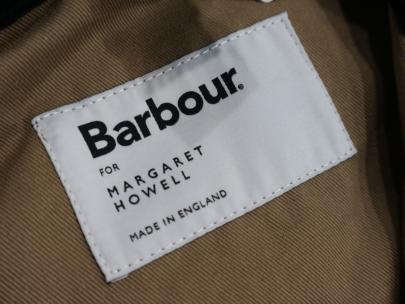 Barbour.
FOR
MARGARET
HOWELL
MADE IN ENGLAND